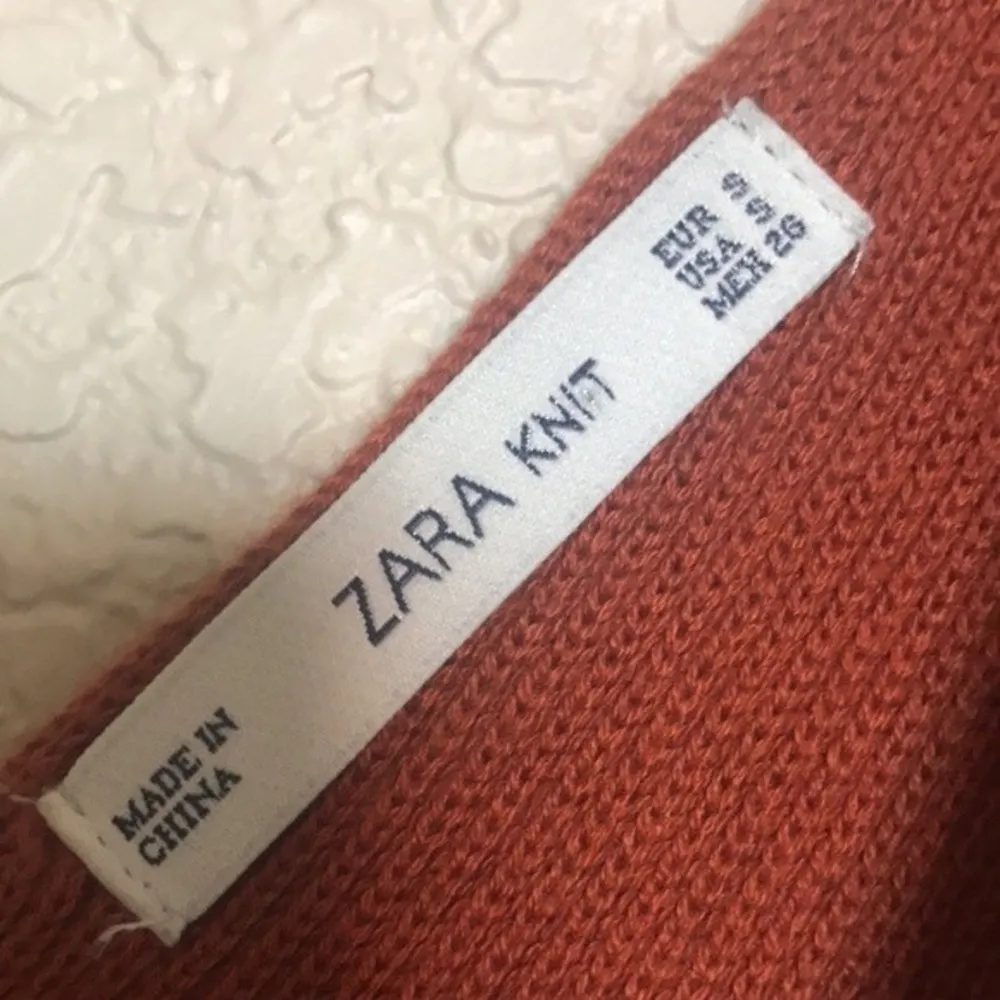 MADE IN
CHINA
ZARA KNIT
EUR S
USA S
MEX 26